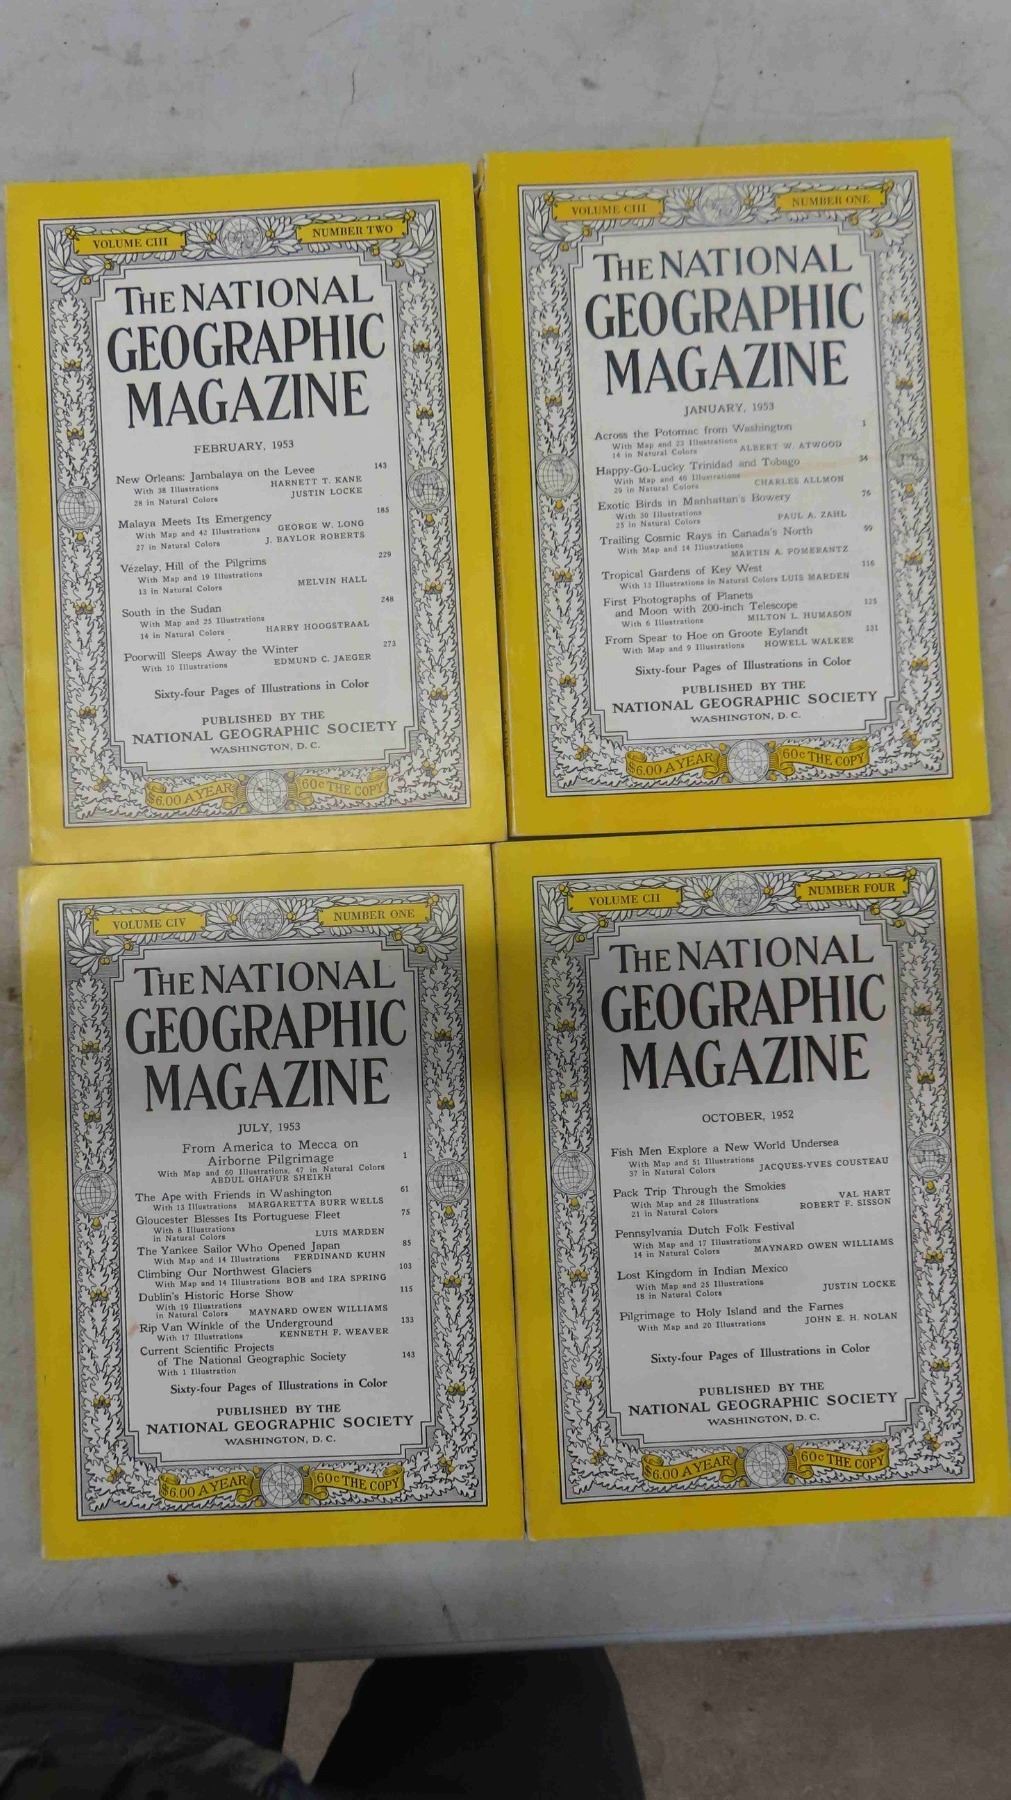 VOLUME CIII NUMBER TWO
THE NATIONAL
GEOGRAPHIC
MAGAZINE
FEBRUARY, 1953
New Orleans: Jambalaya on the Levee 143
With 38 Illustrations HARNETT T. KANE
28 in Natural Colors JUSTIN LOCKE
Malaya Meets Its Emergency 185
With Map and 42 Illustrations GEORGE W. LONG
27 in Natural Colors J. BAYLOR ROBERTS
Vézelay, Hill of the Pilgrims 229
With Map and 19 Illustrations
13 in Natural Colors MELVIN HALL
South in the Sudan 248
With Map and 25 Illustrations
14 in Natural Colors HARRY HOOGSTRAAL
Poorwill Sleeps Away the Winter 273
With 10 Illustrations EDMUND C. JAEGER
Sixty-four Pages of Illustrations in Color
PUBLISHED BY THE
NATIONAL GEOGRAPHIC SOCIETY
WASHINGTON, D. C.
$6.00 A YEAR 60c THE COPY
VOLUME CIII NUMBER ONE
THE NATIONAL
GEOGRAPHIC
MAGAZINE
JANUARY, 1953
Across the Potomac from Washington 1
With Map and 23 Illustrations
14 in Natural Colors ALBERT W. ATWOOD
Happy-Go-Lucky Trinidad and Tobago 34
With Map and 46 Illustrations
29 in Natural Colors CHARLES ALLMON
Exotic Birds in Manhattan's Bowery 76
With 30 Illustrations
25 in Natural Colors PAUL A. ZAHL
Trailing Cosmic Rays in Canada's North 99
With Map and 14 Illustrations
MARTIN A. POMERANTZ
Tropical Gardens of Key West 116
With 12 Illustrations in Natural Colors LUIS MARDEN
First Photographs of Planets
and Moon with 200-inch Telescope 125
With 6 Illustrations MILTON L. HUMASON
From Spear to Hoe on Groote Eylandt 131
With Map and 9 Illustrations HOWELL WALKER
Sixty-four Pages of Illustrations in Color
PUBLISHED BY THE
NATIONAL GEOGRAPHIC SOCIETY
WASHINGTON, D. C.
$6.00 A YEAR 60c THE COPY
VOLUME CIV NUMBER ONE
THE NATIONAL
GEOGRAPHIC
MAGAZINE
JULY, 1953
From America to Mecca on
Airborne Pilgrimage 1
With Map and 60 Illustrations, 47 in Natural Colors
ABDUL GHAFUR SHEIKH
The Ape with Friends in Washington 61
With 13 Illustrations MARGARETTA BURR WELLS
Gloucester Blesses Its Portuguese Fleet 75
With 8 Illustrations
in Natural Colors LUIS MARDEN
The Yankee Sailor Who Opened Japan 85
With Map and 14 Illustrations FERDINAND KUHN
Climbing Our Northwest Glaciers 103
With Map and 14 Illustrations BOB and IRA SPRING
Dublin's Historic Horse Show 115
With 19 Illustrations
in Natural Colors MAYNARD OWEN WILLIAMS
Rip Van Winkle of the Underground 133
With 17 Illustrations KENNETH F. WEAVER
Current Scientific Projects
of The National Geographic Society 143
With 1 Illustration
Sixty-four Pages of Illustrations in Color
PUBLISHED BY THE
NATIONAL GEOGRAPHIC SOCIETY
WASHINGTON, D. C.
$6.00 A YEAR 60c THE COPY
VOLUME CII NUMBER FOUR
THE NATIONAL
GEOGRAPHIC
MAGAZINE
OCTOBER, 1952
Fish Men Explore a New World Undersea
With Map and 51 Illustrations
37 in Natural Colors JACQUES-YVES COUSTEAU
Pack Trip Through the Smokies
With Map and 28 Illustrations VAL HART
21 in Natural Colors ROBERT F. SISSON
Pennsylvania Dutch Folk Festival
With Map and 17 Illustrations
14 in Natural Colors MAYNARD OWEN WILLIAMS
Lost Kingdom in Indian Mexico
With Map and 25 Illustrations
18 in Natural Colors JUSTIN LOCKE
Pilgrimage to Holy Island and the Farnes
With Map and 20 Illustrations JOHN E. H. NOLAN
Sixty-four Pages of Illustrations in Color
PUBLISHED BY THE
NATIONAL GEOGRAPHIC SOCIETY
WASHINGTON, D. C.
$6.00 A YEAR 60c THE COPY